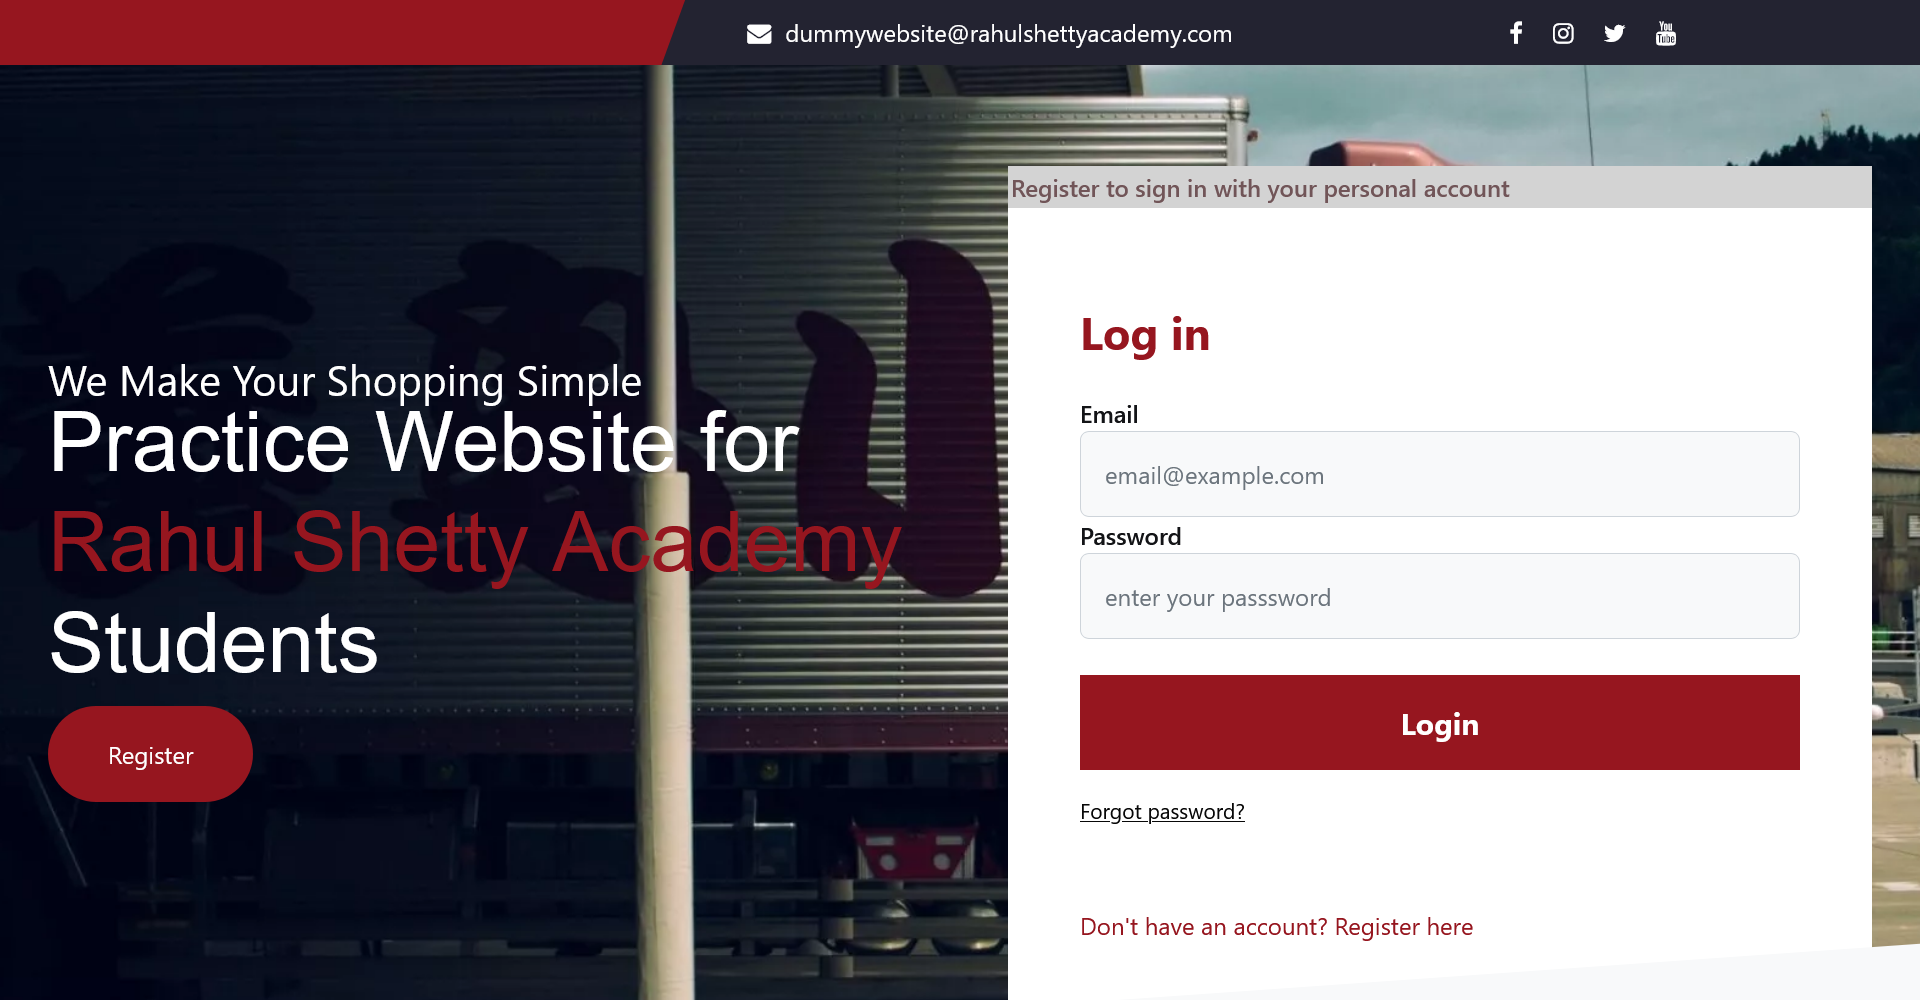 dummywebsite@rahulshettyacademy.com
You
Tube
Register to sign in with your personal account
We Make Your Shopping Simple
Practice Website for
Rahul Shetty Academy
Students
Register
Log in
Email
email@example.com
Password
enter your passsword
Login
Forgot password?
Don't have an account? Register here